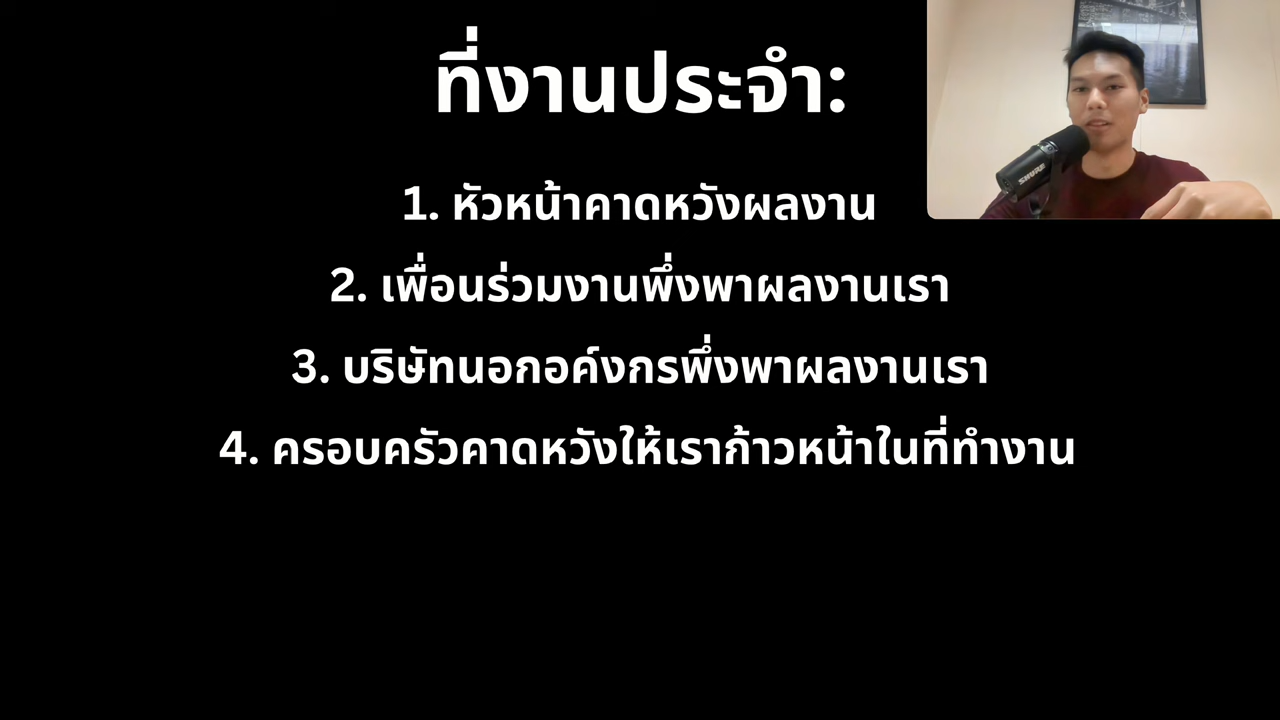 ที่งานประจำ:
1. หัวหน้าคาดหวังผลงาน
2. เพื่อนร่วมงานพึ่งพาผลงานเรา
3. บริษัทนอกอค์งกรพึ่งพาผลงานเรา
4. ครอบครัวคาดหวังให้เราก้าวหน้าในที่ทำงาน
SHURE